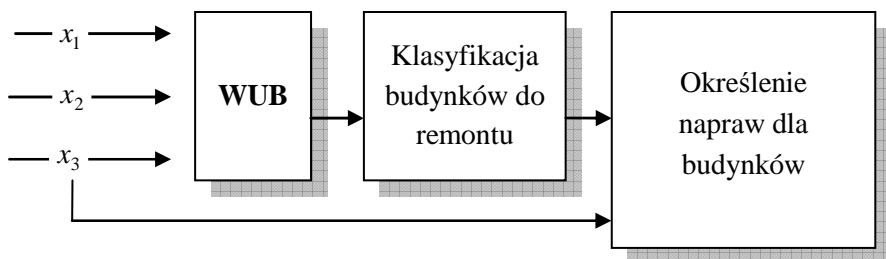 x1
x2
x3
WUB
Klasyfikacja
budynków do
remontu
Określenie
napraw dla
budynków